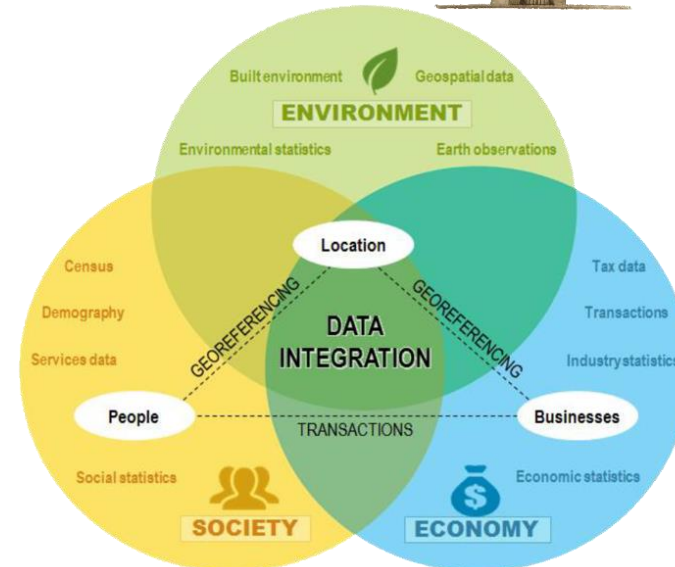 Built environment
Geospatial data
ENVIRONMENT
Environmental statistics
Earth observations
Location
Census
Tax data
GEOREFERENCING
GEOREFERENCING
Demography
Transactions
DATA
INTEGRATION
Services data
Industry statistics
People
Businesses
TRANSACTIONS
Social statistics
Economic statistics
$
SOCIETY
ECONOMY